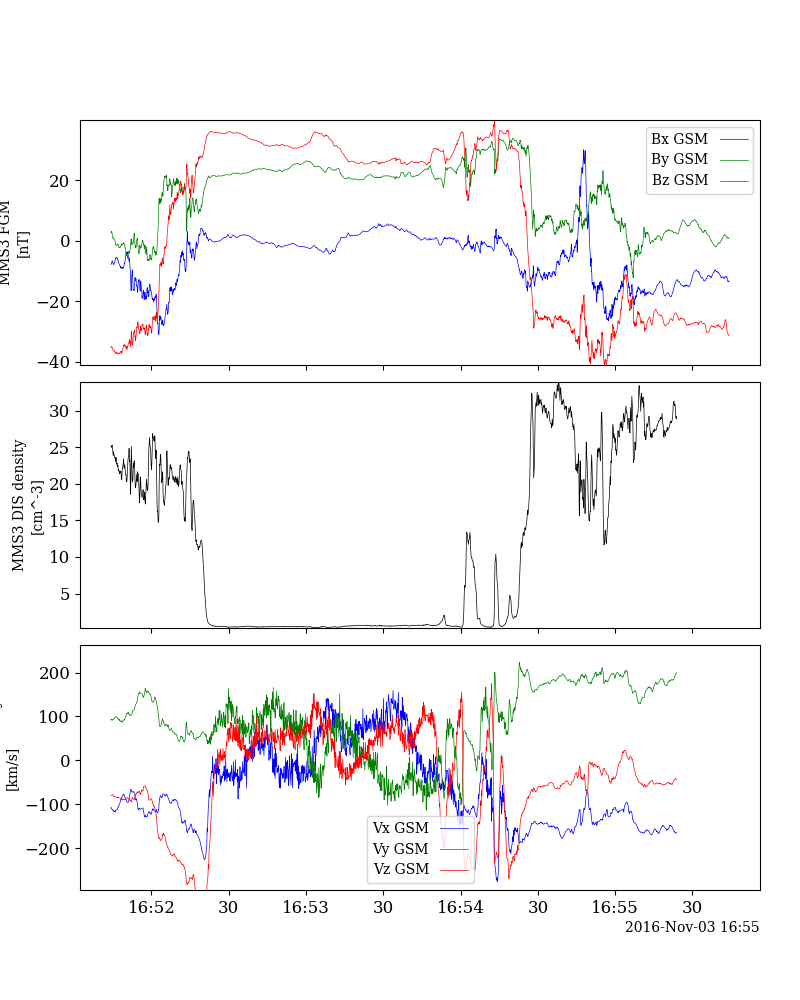 MMS3 FGM
[nT]
20
0
−20
−40
Bx GSM
By GSM
Bz GSM
MMS3 DIS density
[cm^-3]
30
25
20
15
10
5
[km/s]
200
100
0
−100
−200
Vx GSM
Vy GSM
Vz GSM
16:52 30 16:53 30 16:54 30 16:55 30
2016-Nov-03 16:55